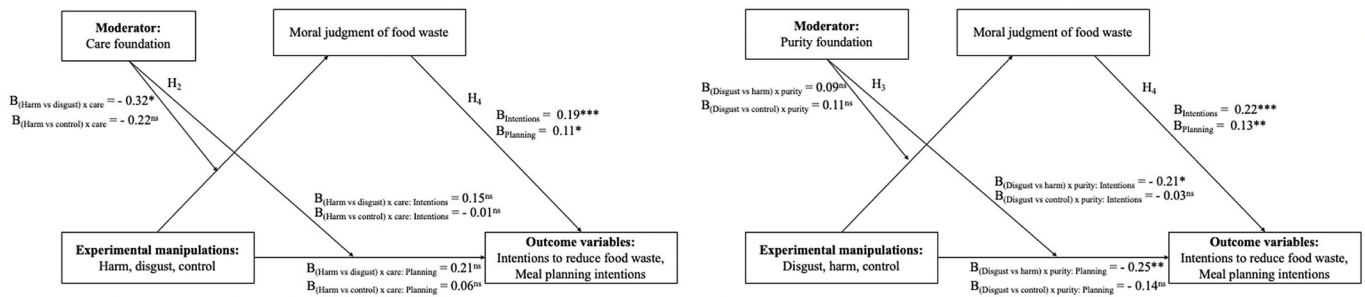 Moderator:
Care foundation
Moral judgment of food waste
H2
B(Harm vs disgust) x care = - 0.32*
B(Harm vs control) x care = - 0.22ns
H4
BIntentions = 0.19***
BPlanning = 0.11*
B(Harm vs disgust) x care: Intentions = 0.15ns
B(Harm vs control) x care: Intentions = - 0.01ns
Experimental manipulations:
Harm, disgust, control
Outcome variables:
Intentions to reduce food waste,
Meal planning intentions
B(Harm vs disgust) x care: Planning = 0.21ns
B(Harm vs control) x care: Planning = 0.06ns
Moderator:
Purity foundation
Moral judgment of food waste
H3
B(Disgust vs harm) x purity = 0.09ns
B(Disgust vs control) x purity = 0.11ns
H4
BIntentions = 0.22***
BPlanning = 0.13**
B(Disgust vs harm) x purity: Intentions = - 0.21*
B(Disgust vs control) x purity: Intentions = - 0.03ns
Experimental manipulations:
Disgust, harm, control
Outcome variables:
Intentions to reduce food waste,
Meal planning intentions
B(Disgust vs harm) x purity: Planning = - 0.25**
B(Disgust vs control) x purity: Planning = - 0.14ns